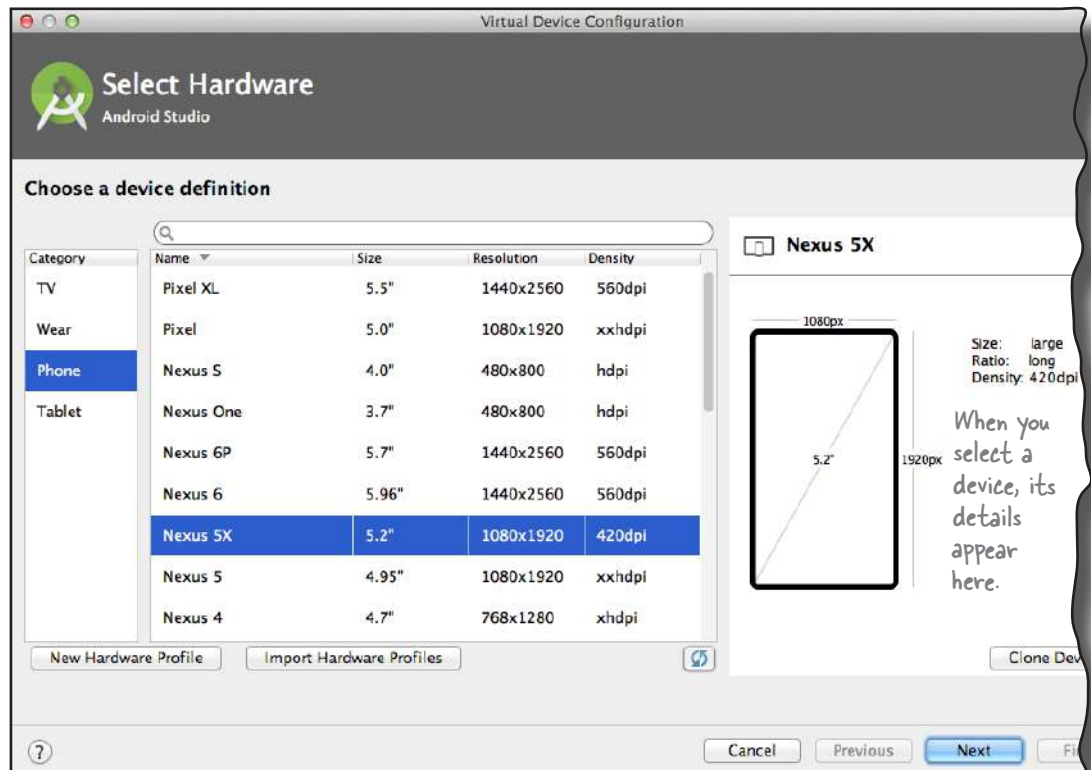 Virtual Device Configuration
Select Hardware
Android Studio
Choose a device definition
Category
TV
Wear
Phone
Tablet
Name Size Resolution Density
Pixel XL 5.5" 1440x2560 560dpi
Pixel 5.0" 1080x1920 xxhdpi
Nexus S 4.0" 480x800 hdpi
Nexus One 3.7" 480x800 hdpi
Nexus 6P 5.7" 1440x2560 560dpi
Nexus 6 5.96" 1440x2560 560dpi
Nexus 5X 5.2" 1080x1920 420dpi
Nexus 5 4.95" 1080x1920 xxhdpi
Nexus 4 4.7" 768x1280 xhdpi
New Hardware Profile Import Hardware Profiles
Nexus 5X
1080px
5.2"
1920px
Size: large
Ratio: long
Density: 420dpi
When you
select a
device, its
details
appear
here.
Clone Dev
? Cancel Previous Next Fi